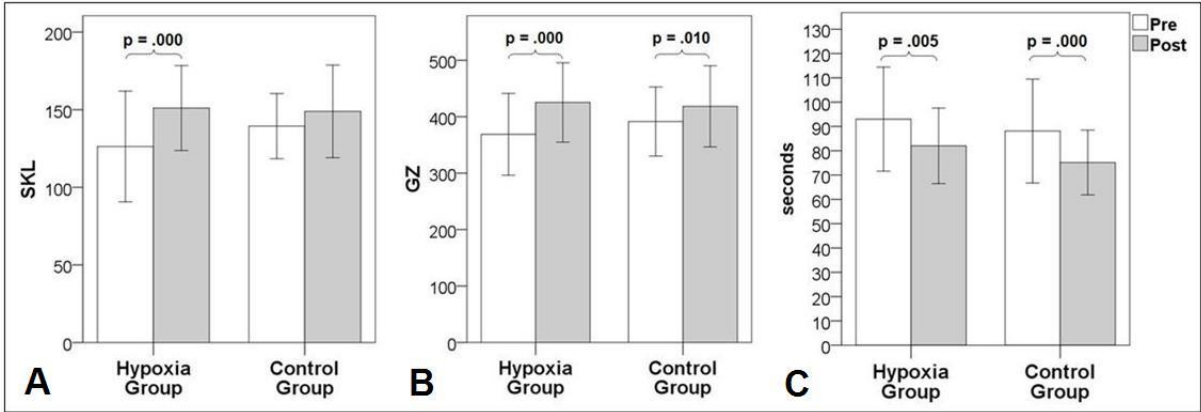 200
150
100
50
0
SKL
p = .000
Hypoxia
Group
Control
Group
A
500
400
300
200
100
0
GZ
p = .000
p = .010
Hypoxia
Group
Control
Group
B
130
120
110
100
90
80
70
60
50
40
30
20
10
0
seconds
p = .005
p = .000
Hypoxia
Group
Control
Group
C
Pre
Post